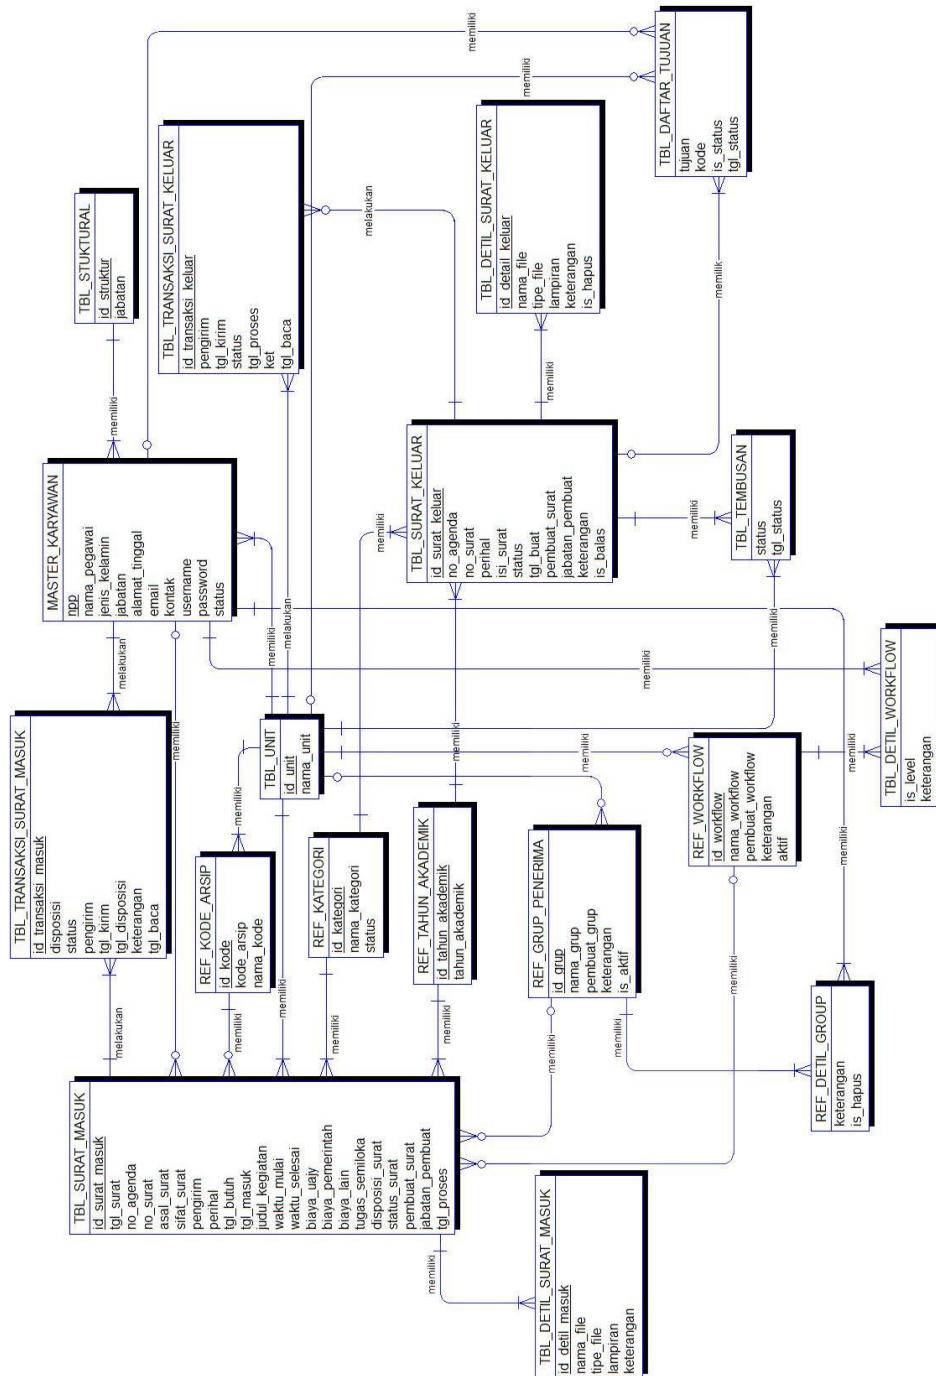 TBL_STUKTURAL
id_struktur
jabatan
memiliki
MASTER_KARYAWAN
npp
nama_pegawai
jenis_kelamin
jabatan
alamat_tinggal
email
kontak
username
password
status
melakukan
TBL_TRANSAKSI_SURAT_MASUK
id_transaksi_masuk
disposisi
status
pengirim
tgl_kirim
tgl_disposisi
keterangan
tgl_baca
melakukan
TBL_SURAT_MASUK
id_surat_masuk
tgl_surat
no_agenda
no_surat
asal_surat
sifat_surat
pengirim
perihal
tgl_butuh
tgl_masuk
judul_kegiatan
waktu_mulai
waktu_selesai
biaya_uajy
biaya_pemerintah
biaya_lain
tugas_semiloka
disposisi_surat
status_surat
pembuat_surat
jabatan_pembuat
tgl_proses
memiliki
TBL_DETIL_SURAT_MASUK
id_detil_masuk
nama_file
tipe_file
lampiran
keterangan
TBL_TRANSAKSI_SURAT_KELUAR
id_transaksi_keluar
pengirim
tgl_kirim
status
tgl_proses
ket
tgl_baca
melakukan
melakukan
memiliki
memiliki
TBL_UNIT
id_unit
nama_unit
memiliki
REF_KODE_ARSIP
id_kode
kode_arsip
nama_kode
memiliki
memiliki
memiliki
REF_KATEGORI
id_kategori
nama_kategori
status
memiliki
memiliki
REF_TAHUN_AKADEMIK
id_tahun_akademik
tahun_akademik
memiliki
memiliki
TBL_DETIL_SURAT_KELUAR
id_detail_keluar
nama_file
tipe_file
lampiran
keterangan
is_hapus
memiliki
TBL_SURAT_KELUAR
id_surat_keluar
no_agenda
no_surat
perihal
isi_surat
status
tgl_buat
pembuat_surat
jabatan_pembuat
keterangan
is_balas
REF_GRUP_PENERIMA
id_grup
nama_grup
pembuat_grup
keterangan
is_aktif
memiliki
memiliki
memiliki
TBL_DAFTAR_TUJUAN
tujuan
kode
is_status
tgl_status
memiliki
memiliki
memilik
TBL_TEMBUSAN
status
tgl_status
memiliki
memiliki
REF_WORKFLOW
id_workflow
nama_workflow
pembuat_workflow
keterangan
aktif
memiliki
memiliki
memiliki
TBL_DETIL_WORKFLOW
is_level
keterangan
memiliki
memiliki
REF_DETIL_GROUP
keterangan
is_hapus
memiliki